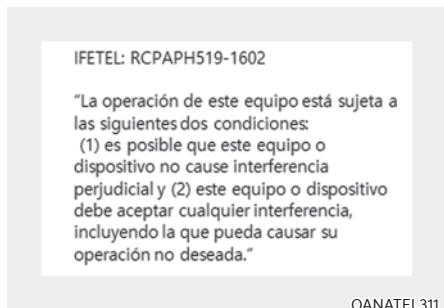 IFETEL: RCPAPH519-1602
“La operación de este equipo está sujeta a
las siguientes dos condiciones:
(1) es posible que este equipo o
dispositivo no cause interferencia
perjudicial y (2) este equipo o dispositivo
debe aceptar cualquier interferencia,
incluyendo la que pueda causar su
operación no deseada.“
OANATEL311